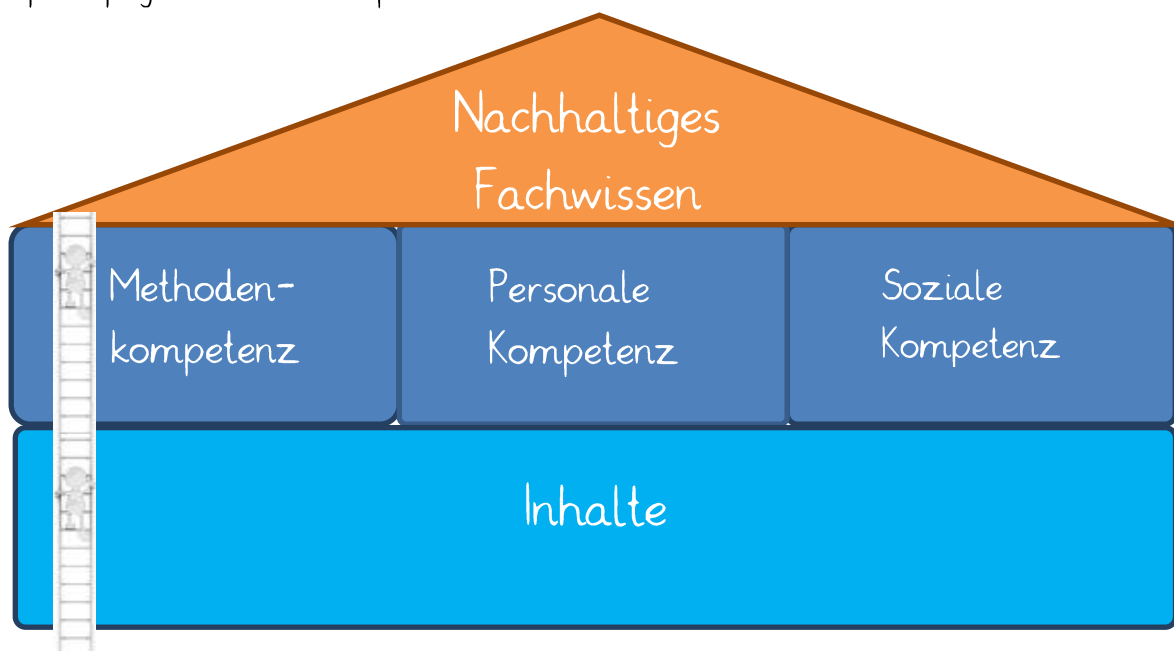 Nachhaltiges
Fachwissen
Methoden-
kompetenz
Personale
Kompetenz
Soziale
Kompetenz
Inhalte